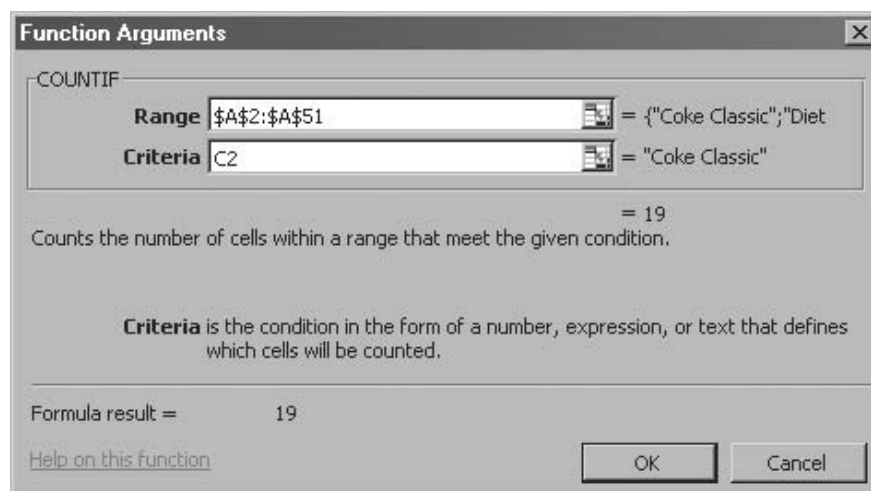 Function Arguments
COUNTIF
Range $A$2:$A$51 = {"Coke Classic";"Diet
Criteria C2 = "Coke Classic"
= 19
Counts the number of cells within a range that meet the given condition.
Criteria is the condition in the form of a number, expression, or text that defines
which cells will be counted.
Formula result = 19
Help on this function OK Cancel